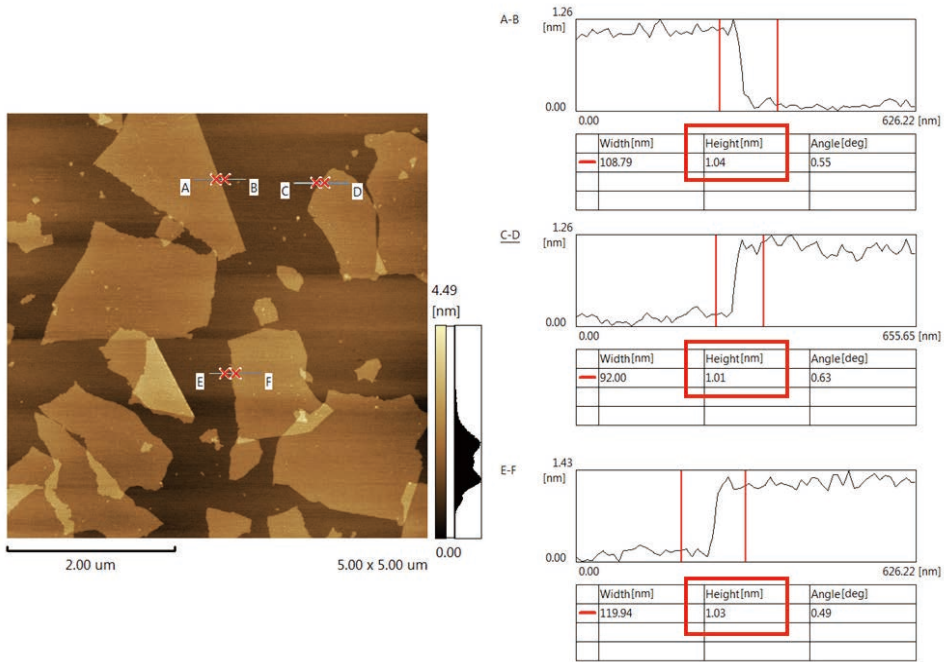 A
B
C
D
E
F
4.49
[nm]
0.00
2.00 um
5.00 x 5.00 um
A-B
1.26
[nm]
0.00
0.00
626.22 [nm]
Width[nm] Height[nm] Angle[deg]
108.79 1.04 0.55
C-D
1.26
[nm]
0.00
0.00
655.65 [nm]
Width[nm] Height[nm] Angle[deg]
92.00 1.01 0.63
E-F
1.43
[nm]
0.00
0.00
626.22 [nm]
Width[nm] Height[nm] Angle[deg]
119.94 1.03 0.49